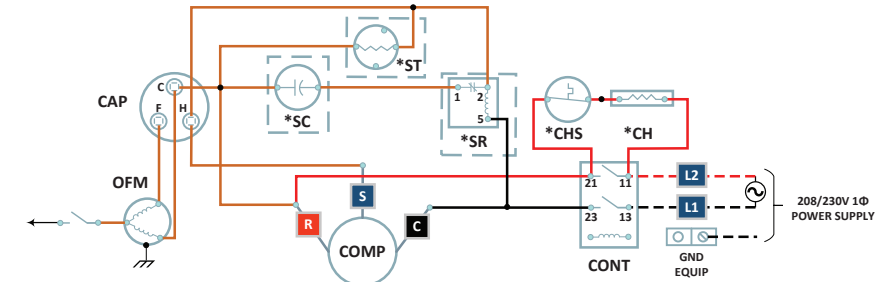 *ST
C
CAP
1
2
F
H
*SC
5
*SR
*CHS
*CH
OFM
21
11
L2
S
208/230V 1Φ
POWER SUPPLY
R
C
23
13
L1
COMP
CONT
GND
EQUIP